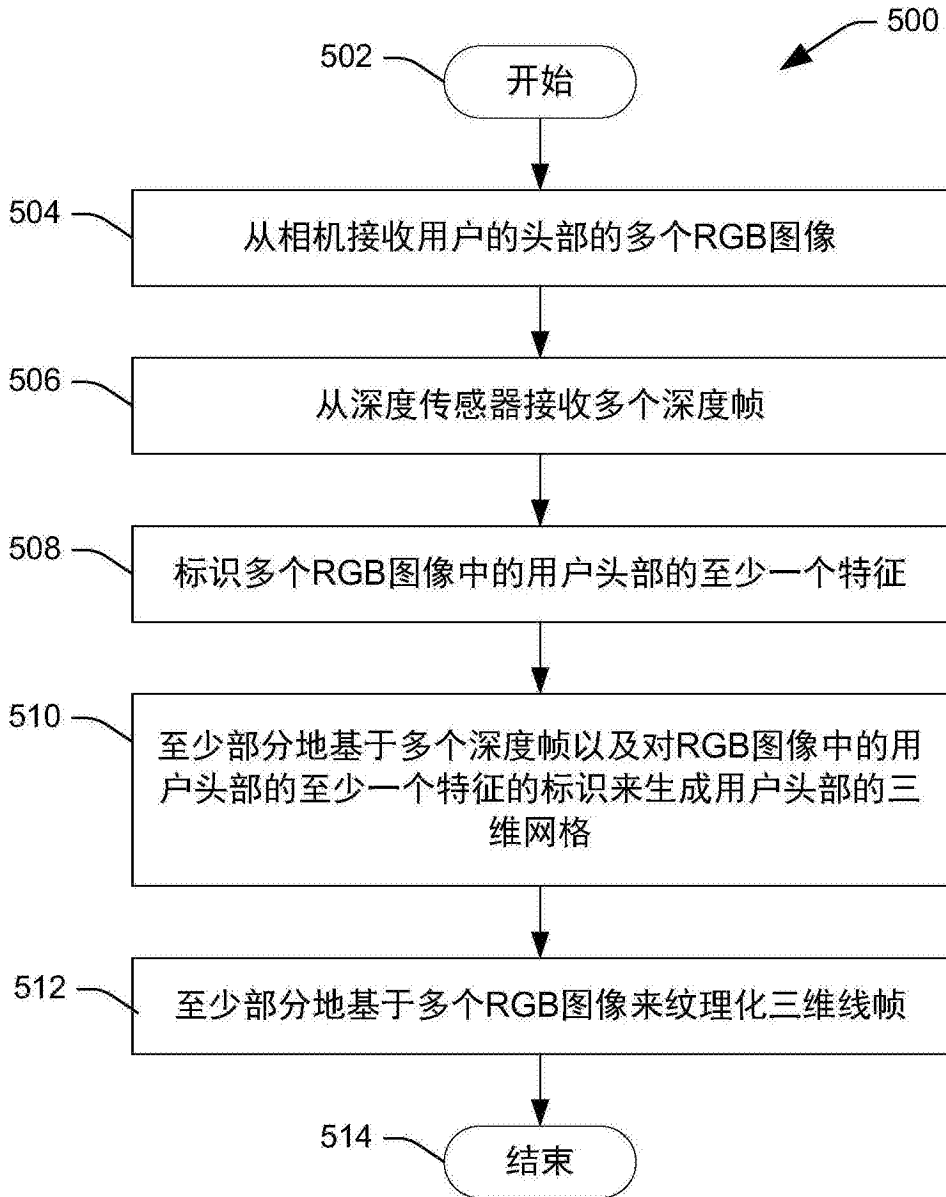 500
502
开始
504
从相机接收用户的头部的多个RGB图像
506
从深度传感器接收多个深度帧
508
标识多个RGB图像中的用户头部的至少一个特征
510
至少部分地基于多个深度帧以及对RGB图像中的用
户头部的至少一个特征的标识来生成用户头部的三
维网格
512
至少部分地基于多个RGB图像来纹理化三维线帧
514
结束